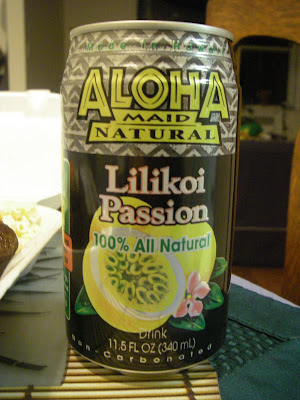 Made in Hawaii
ALOHA
MAID
NATURAL
Lilikoi
Passion
100% All Natural
Drink
11.5 FL OZ (340 mL)
Non-Carbonated